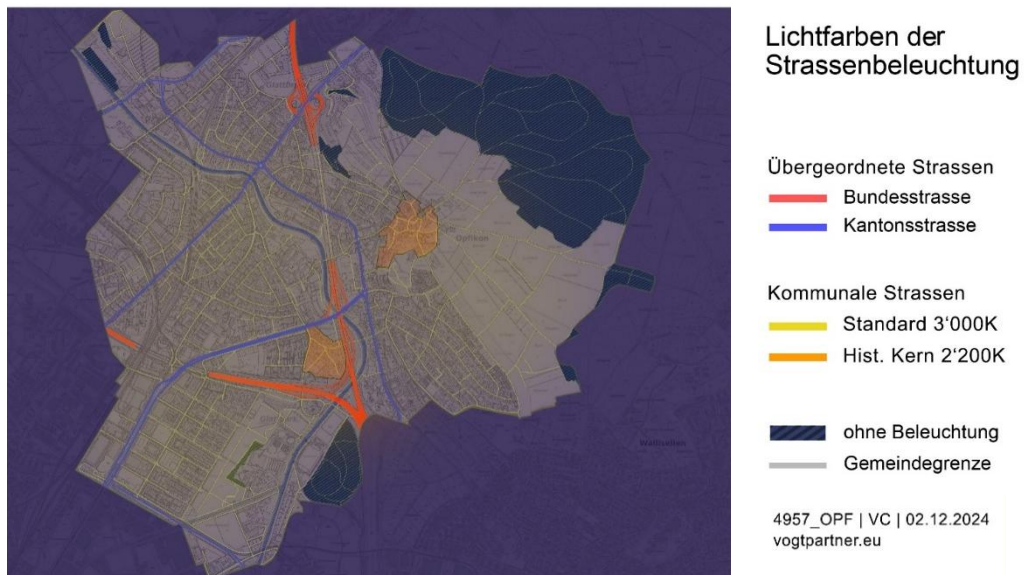 Lichtfarben der
Strassenbeleuchtung
Übergeordnete Strassen
Bundesstrasse
Kantonsstrasse
Kommunale Strassen
Standard 3‘000K
Hist. Kern 2‘200K
ohne Beleuchtung
Gemeindegrenze
4957_OPF | VC | 02.12.2024
vogtpartner.eu
Opfikon
Wallisellen